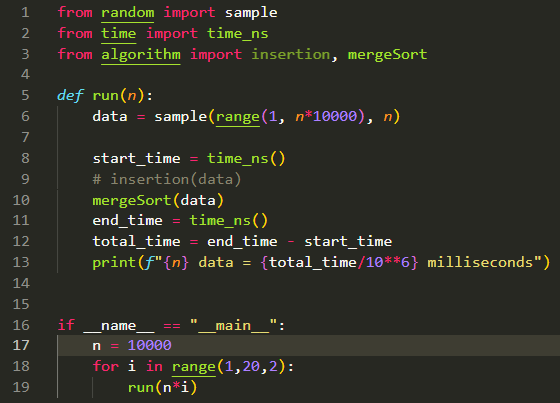 1 from random import sample
2 from time import time_ns
3 from algorithm import insertion, mergeSort
4
5 def run(n):
6     data = sample(range(1, n*10000), n)
7
8     start_time = time_ns()
9     # insertion(data)
10     mergeSort(data)
11     end_time = time_ns()
12     total_time = end_time - start_time
13     print(f"{n} data = {total_time/10**6} milliseconds")
14
15
16 if __name__ == "__main__":
17     n = 10000
18     for i in range(1,20,2):
19         run(n*i)